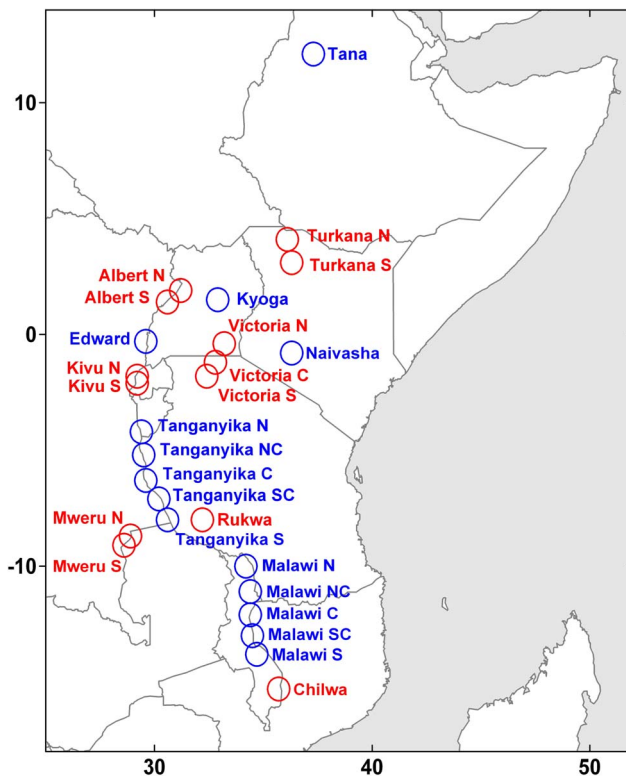 Tana
10
Turkana N
Turkana S
Albert N
Albert S
Kyoga
Victoria N
0
Edward
Naivasha
Kivu N
Victoria C
Kivu S
Victoria S
Tanganyika N
Tanganyika NC
Tanganyika C
Tanganyika SC
Mweru N
Rukwa
Tanganyika S
Mweru S
-10
Malawi N
Malawi NC
Malawi C
Malawi SC
Malawi S
Chilwa
30
40
50